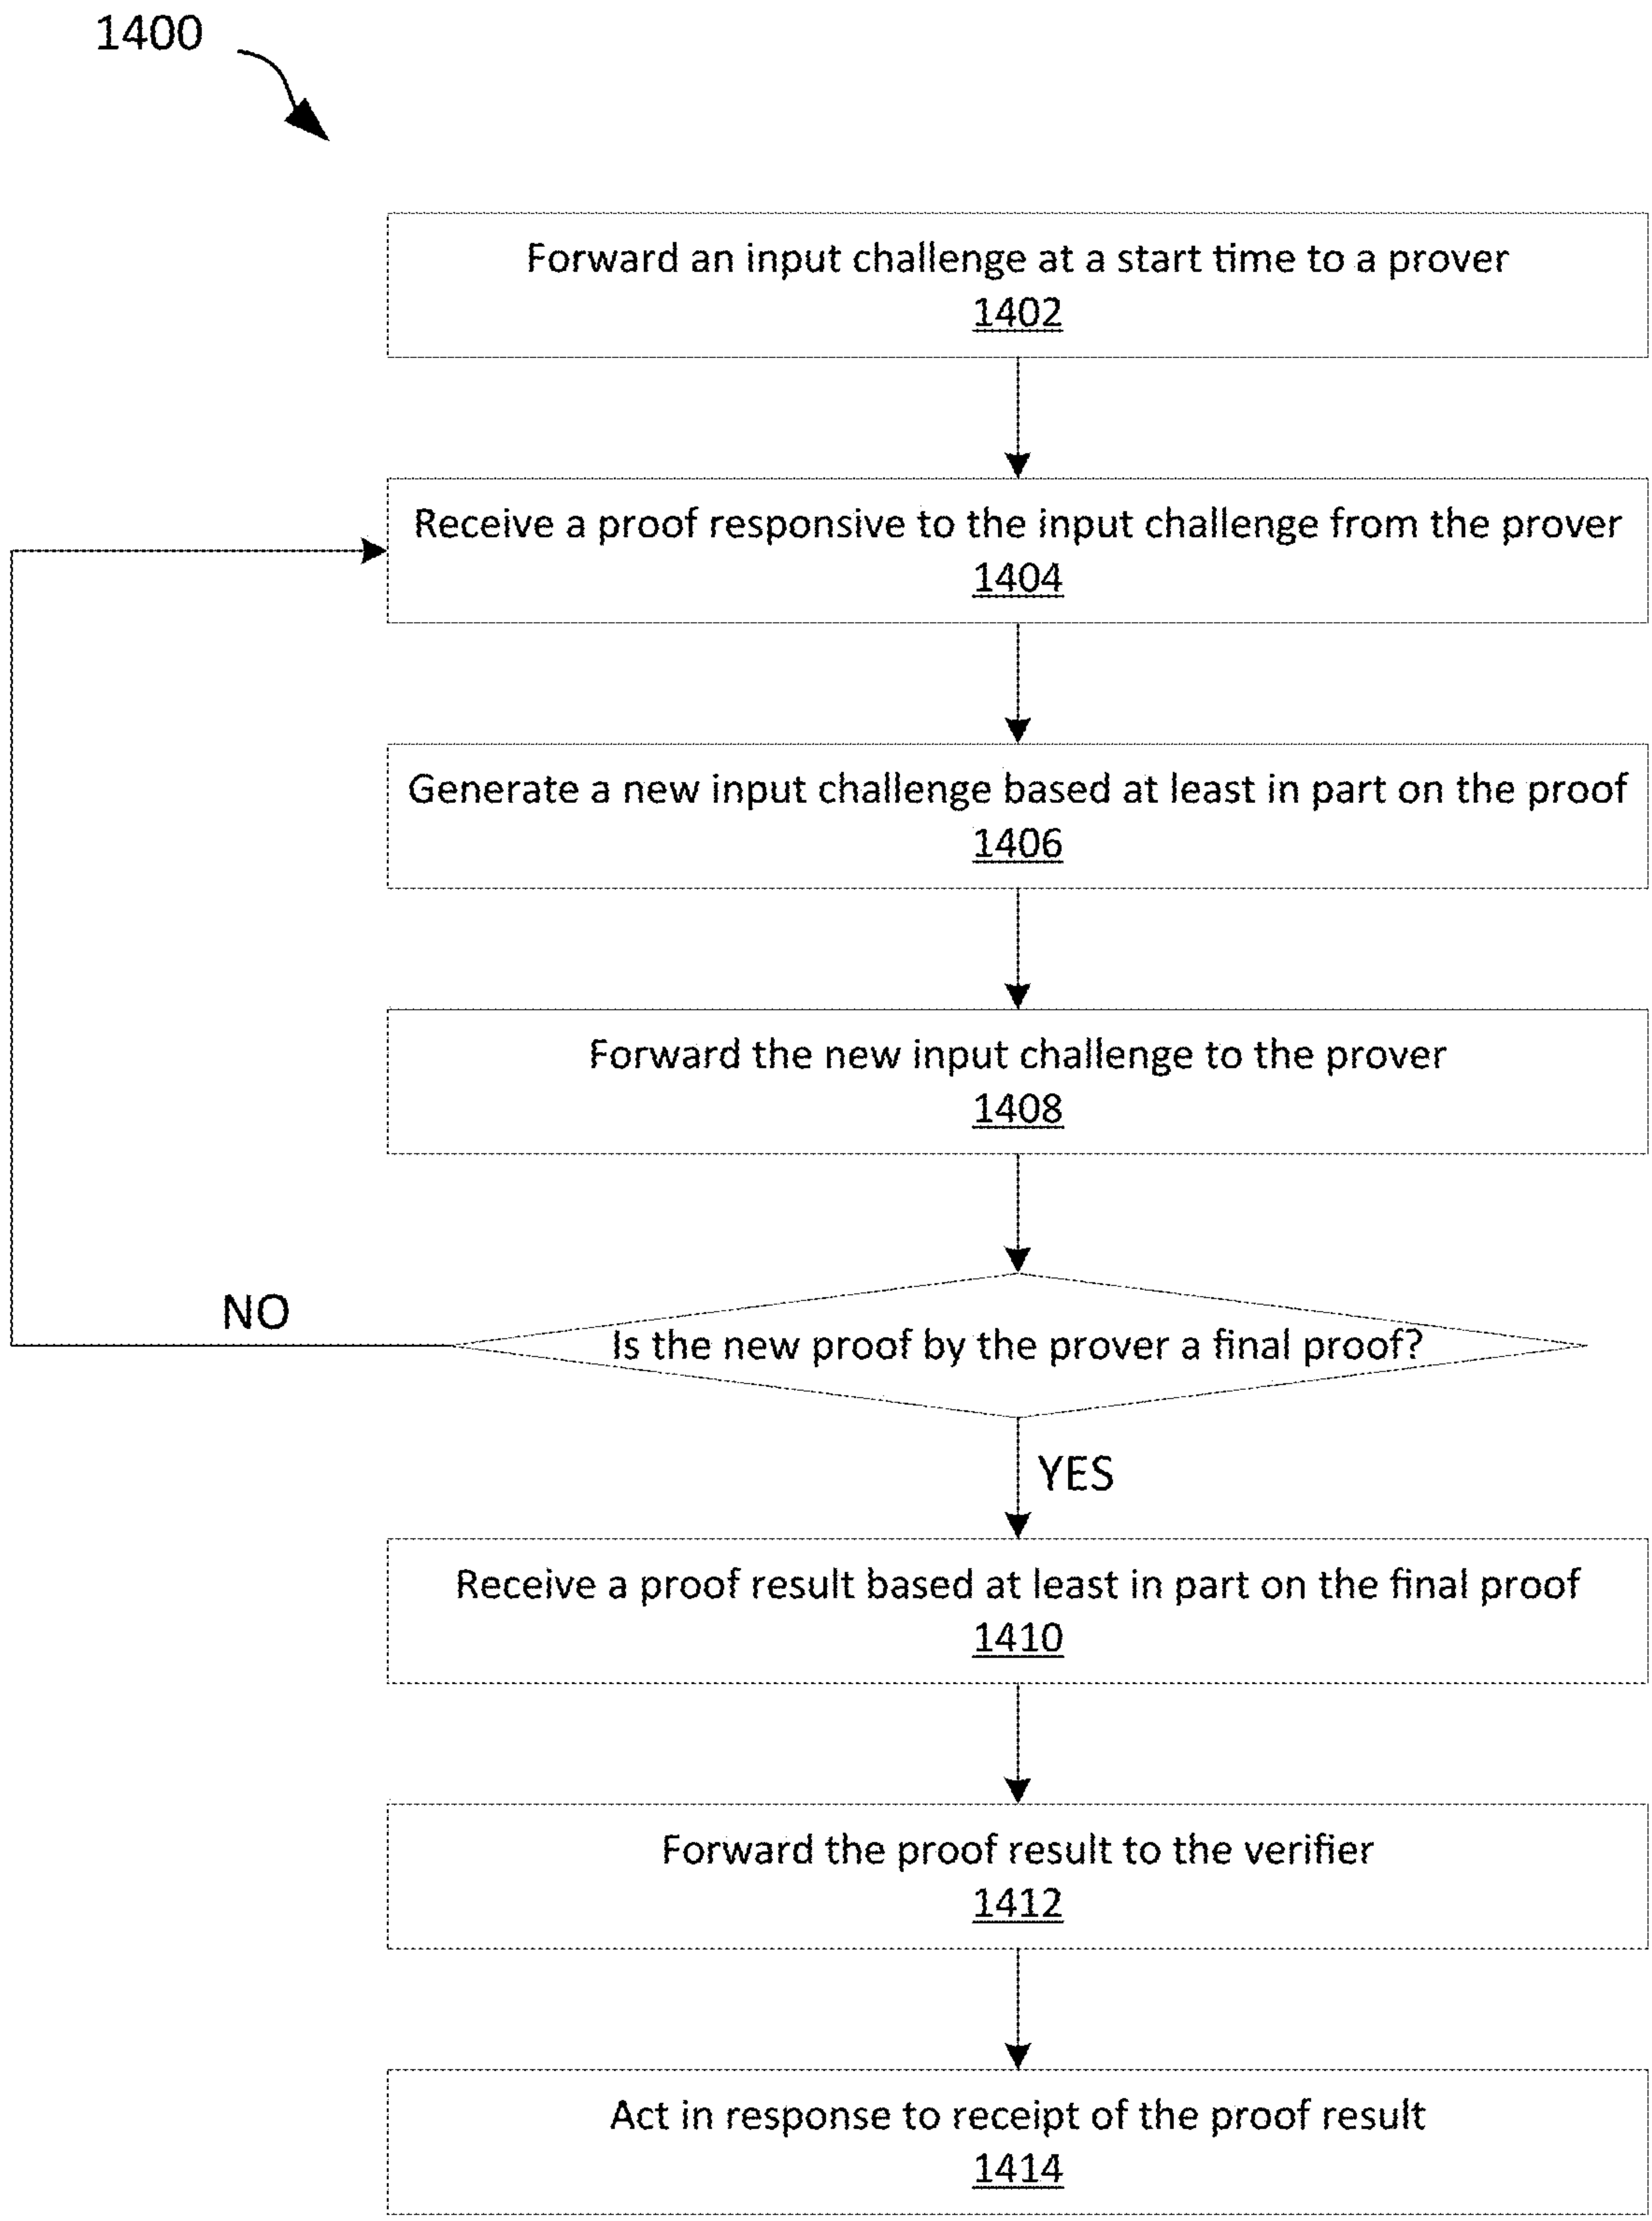 1400
Forward an input challenge at a start time to a prover
1402
Receive a proof responsive to the input challenge from the prover
1404
Generate a new input challenge based at least in part on the proof
1406
Forward the new input challenge to the prover
1408
Is the new proof by the prover a final proof?
NO
YES
Receive a proof result based at least in part on the final proof
1410
Forward the proof result to the verifier
1412
Act in response to receipt of the proof result
1414